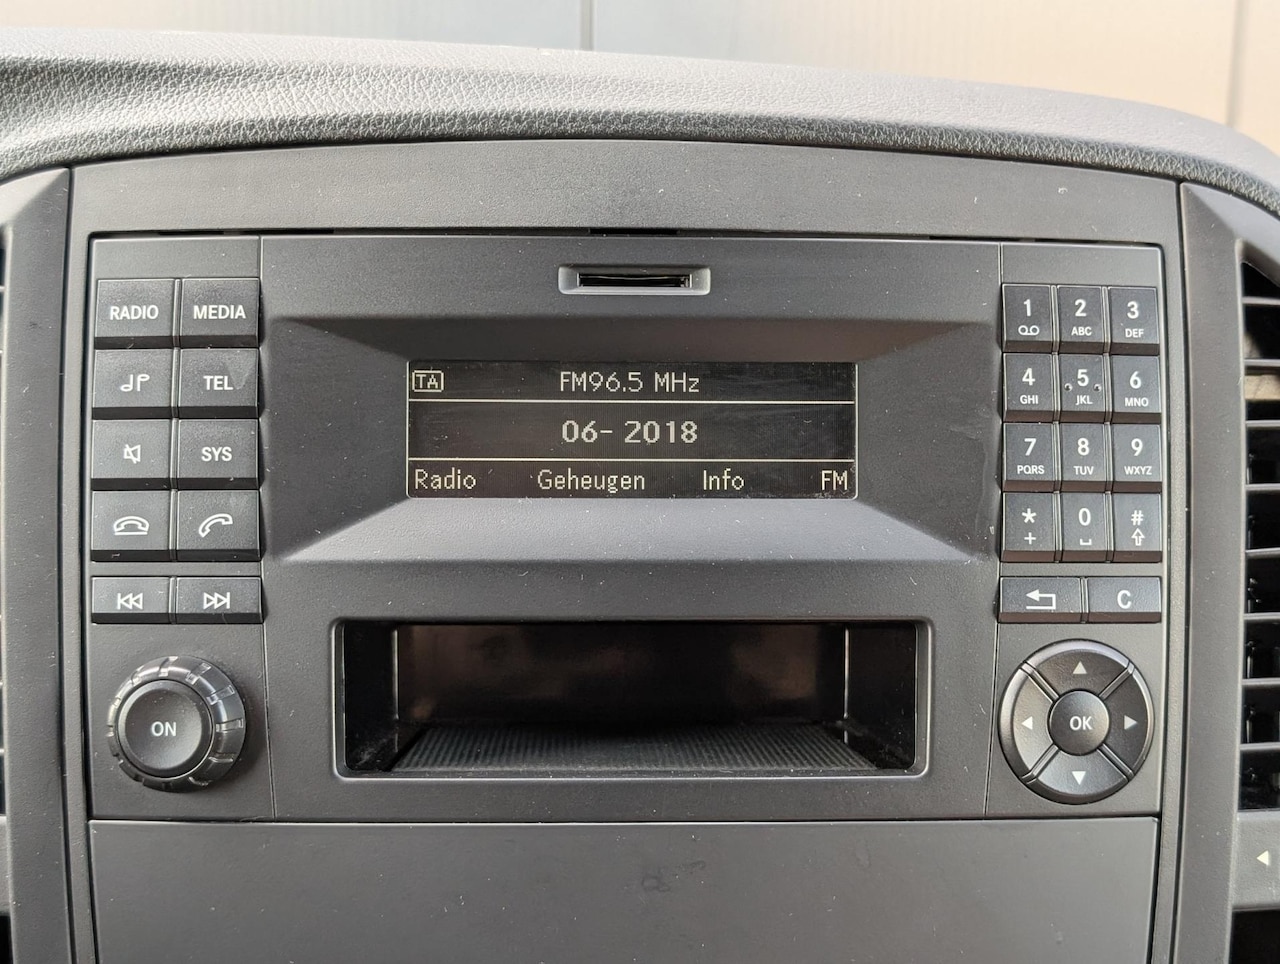 RADIO MEDIA
TEL
SYS
ON
TA FM96.5 MHz
06- 2018
Radio Geheugen Info FM
1 2 3
ABC DEF
4 5 6
GHI JKL MNO
7 8 9
PQRS TUV WXYZ
* 0 #
+
C
OK